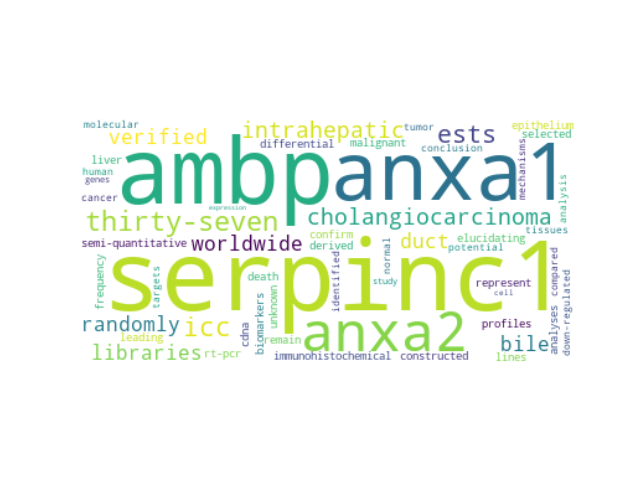 molecular
verified
intrahepatic
tumor
ests
epithelium
selected
differential
malignant
conclusion
liver
human
genes
cancer
ambp
anxa1
mechanisms
analysis
expression
thirty-seven
cholangiocarcinoma
tissues
semi-quantitative
worldwide
confirm
derived
duct
elucidating
potential
serpinc1
frequency
targets
death
unknown
identified
normal
study
represent
cell
compared
down-regulated
analyses
randomly
icc
cdna
biomarkers
anxa2
profiles
bile
leading
libraries
rt-pcr
remain
immunohistochemical
constructed
lines